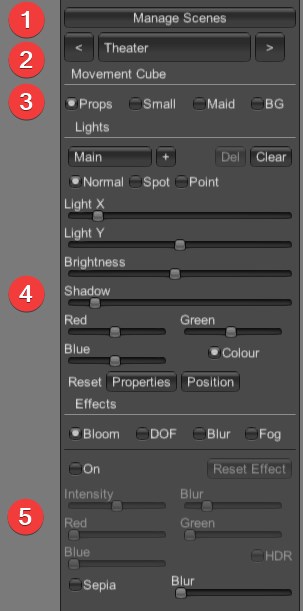 1 Manage Scenes
2 < Theater >
Movement Cube
3 Props Small Maid BG
Lights
Main + Del Clear
Normal Spot Point
Light X
Light Y
Brightness
4 Shadow
Red Green
Blue Colour
Reset Properties Position
Effects
Bloom DOF Blur Fog
On Reset Effect
Intensity Blur
5 Red Green
Blue HDR
Sepia Blur